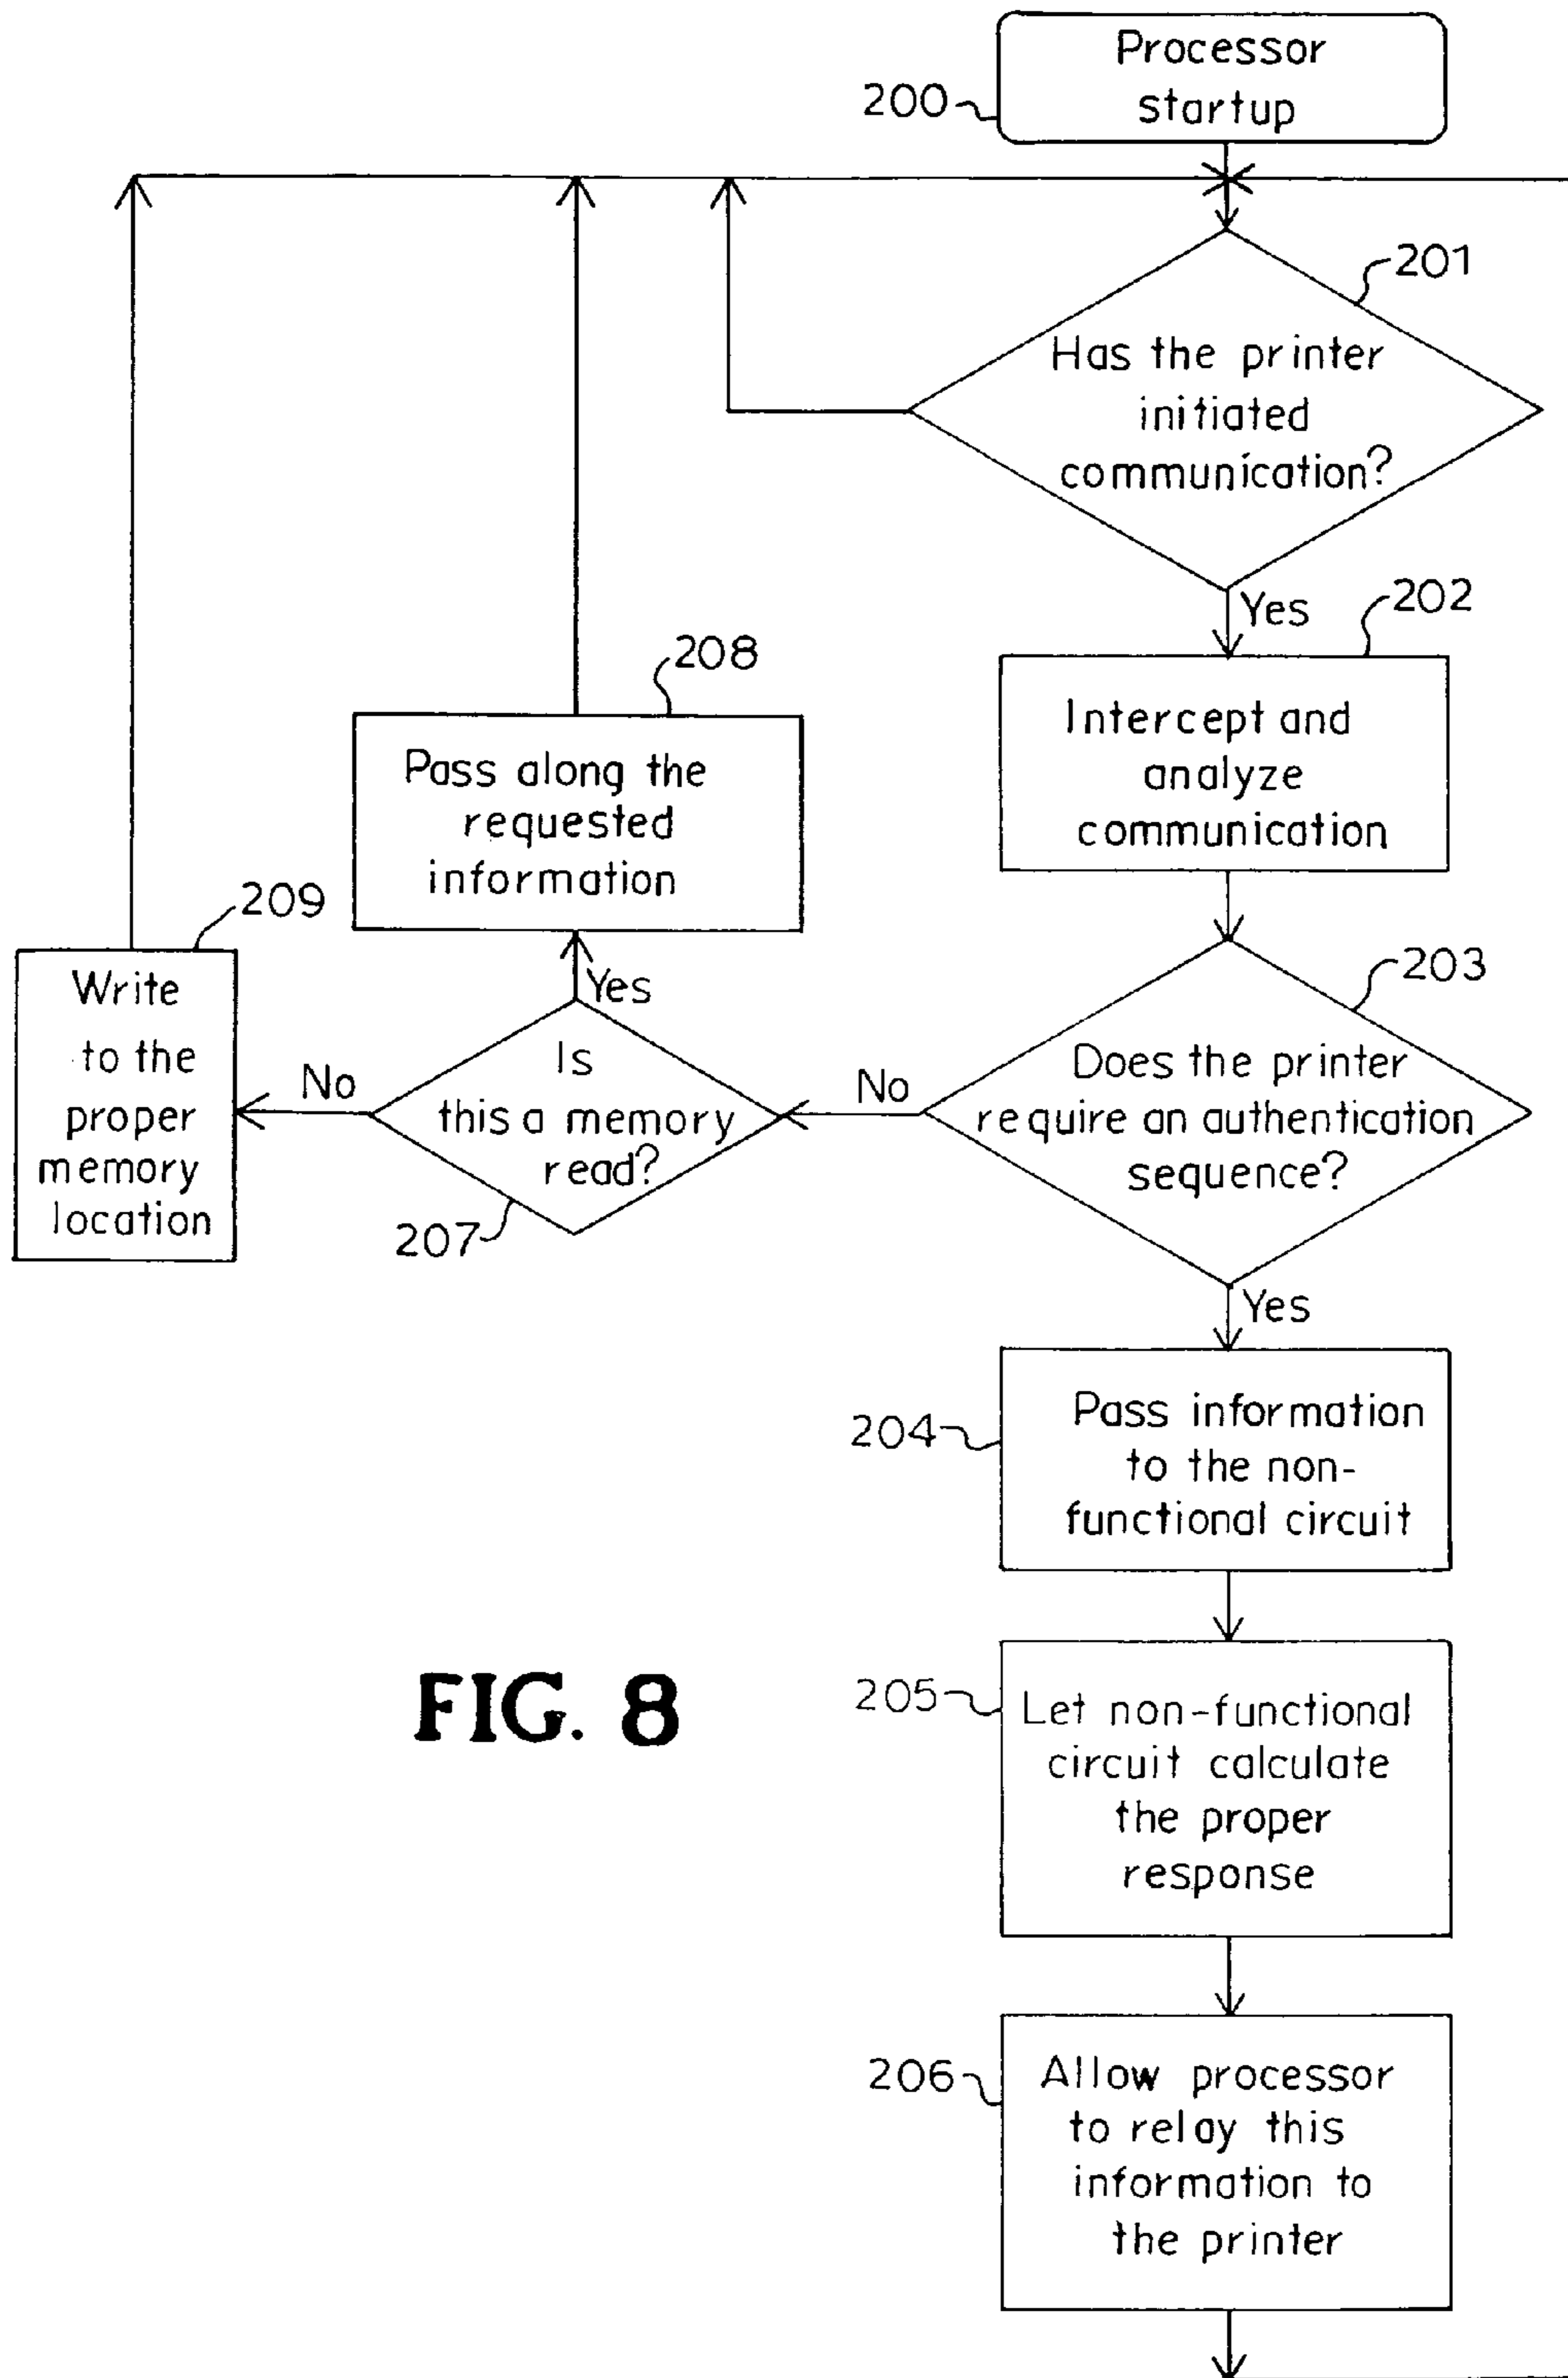 Processor
startup
200
201
Has the printer
initiated
communication?
Yes
202
Intercept and
analyze
communication
208
Pass along the
requested
information
209
Write
to the
proper
memory
location
Yes
No
Is
this a memory
read?
207
No
203
Does the printer
require an authentication
sequence?
Yes
204
Pass information
to the non-
functional circuit
205
Let non-functional
circuit calculate
the proper
response
206
Allow processor
to relay this
information to
the printer
FIG. 8